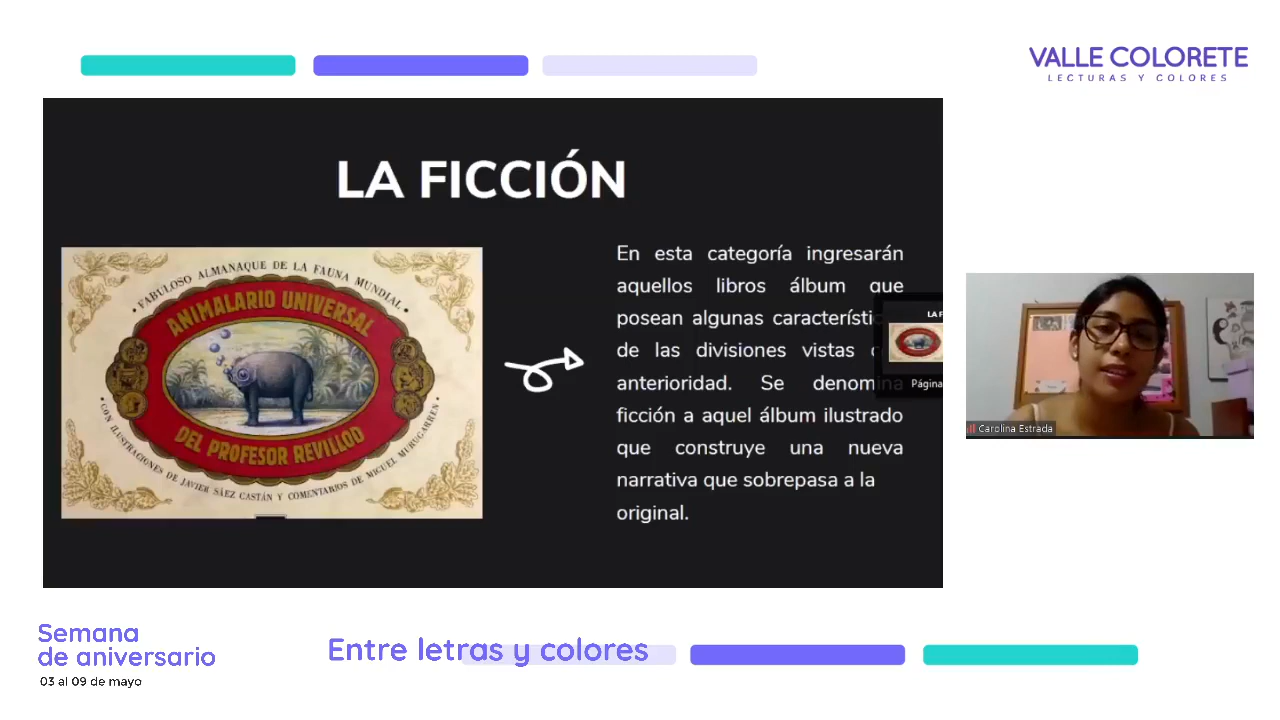 VALLE COLORETE
LECTURAS Y COLORES
LA FICCIÓN
• FABULOSO ALMANAQUE DE LA FAUNA MUNDIAL •
ANIMALARIO UNIVERSAL
DEL PROFESOR REVILLOD
• CON ILUSTRACIONES DE JAVIER SÁEZ CASTÁN Y COMENTARIOS DE MIGUEL MURUGARREN •
En esta categoría ingresarán
aquellos libros álbum que
posean algunas
de las divisiones vistas
anterioridad. Se denomina
ficción a aquel álbum ilustrado
que construye una nueva
narrativa que sobrepasa a la
original.
LA F
Página
Carolina Estrada
Semana
de aniversario
03 al 09 de mayo
Entre letras y colores